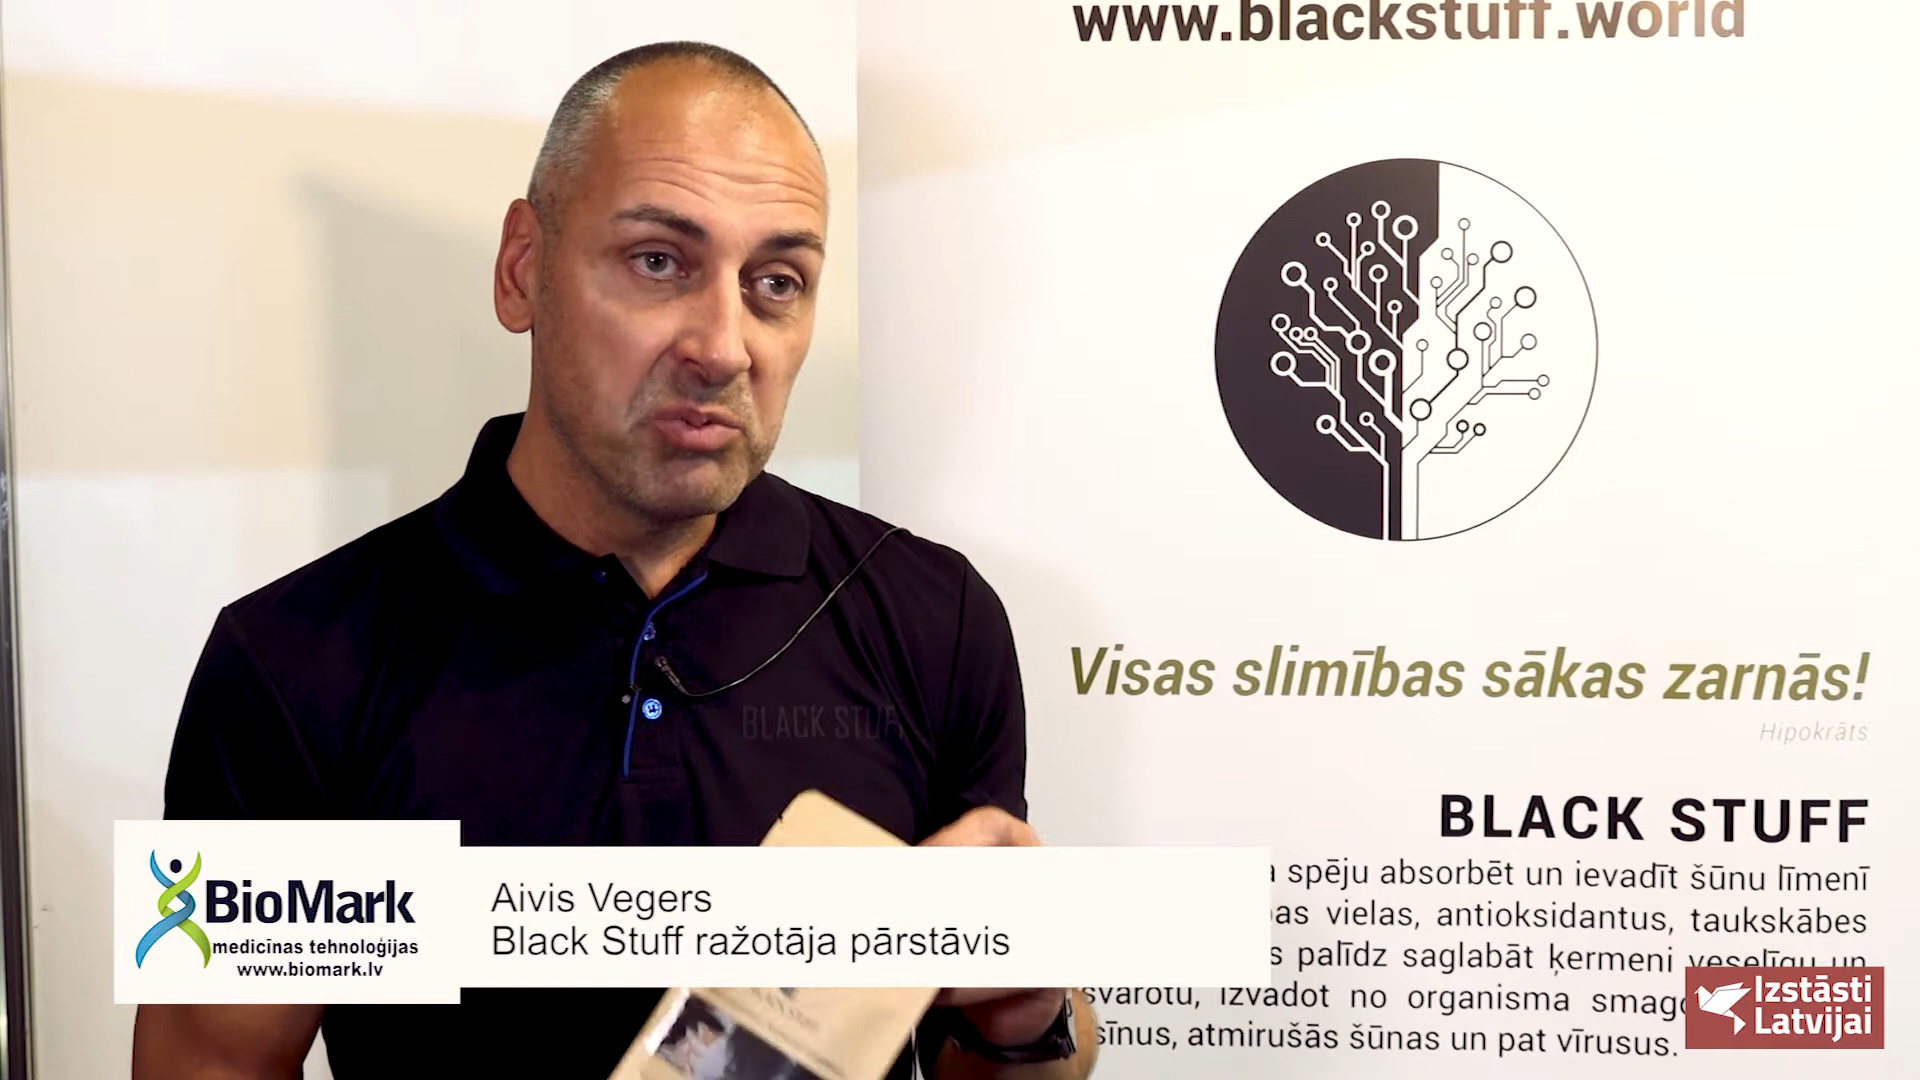 www.blackstuff.world
Visas slimības sākas zarnās!
Hipokrāts
BLACK STUFF
spēju absorbēt un ievadīt šūnu līmenī
vielas, antioksidantus, taukskābes
palīdz saglabāt ķermeni veselīgu un
izvadot no organisma
atmirušās šūnas un pat vīrusus.
BLACK STUFF
BioMark
medicīnas tehnoloģijas
www.biomark.lv
Aivis Vegers
Black Stuff ražotāja pārstāvis
Izstāsti
Latvijai